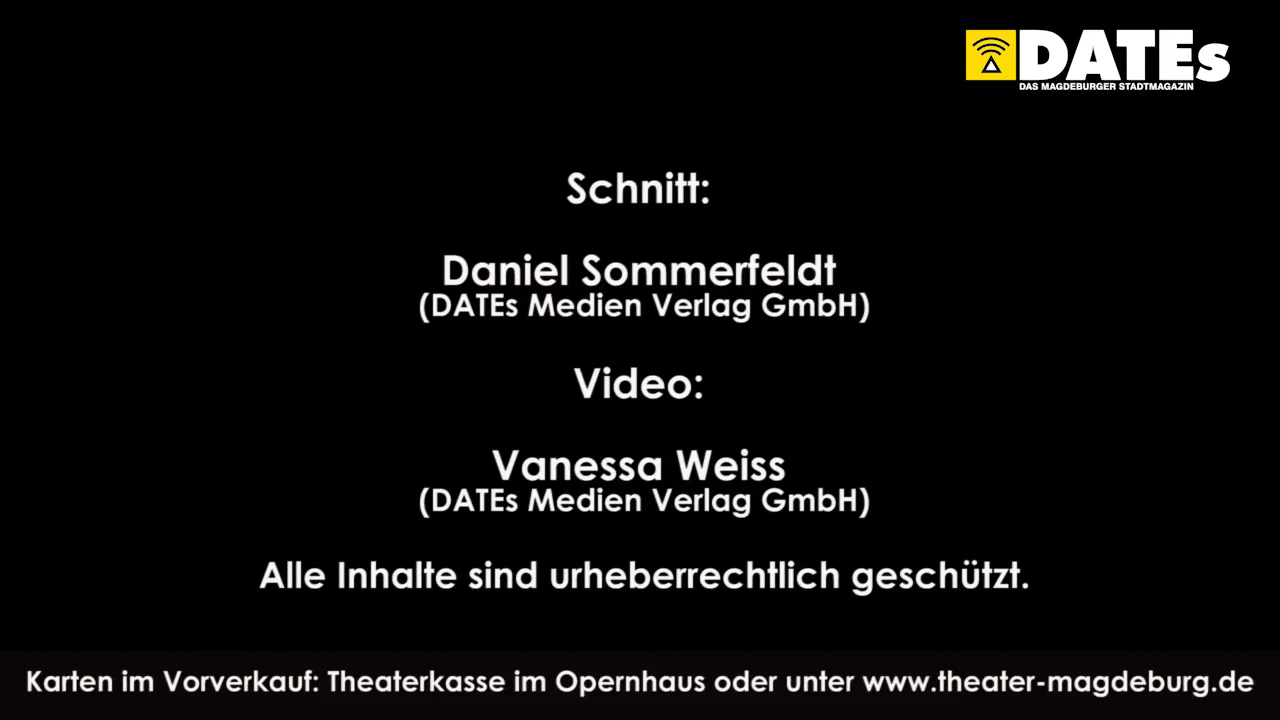 DATEs
DAS MAGDEBURGER STADTMAGAZIN
Schnitt:
Daniel Sommerfeldt
(DATEs Medien Verlag GmbH)
Video:
Vanessa Weiss
(DATEs Medien Verlag GmbH)
Alle Inhalte sind urheberrechtlich geschützt.
Karten im Vorverkauf: Theaterkasse im Opernhaus oder unter www.theater-magdeburg.de